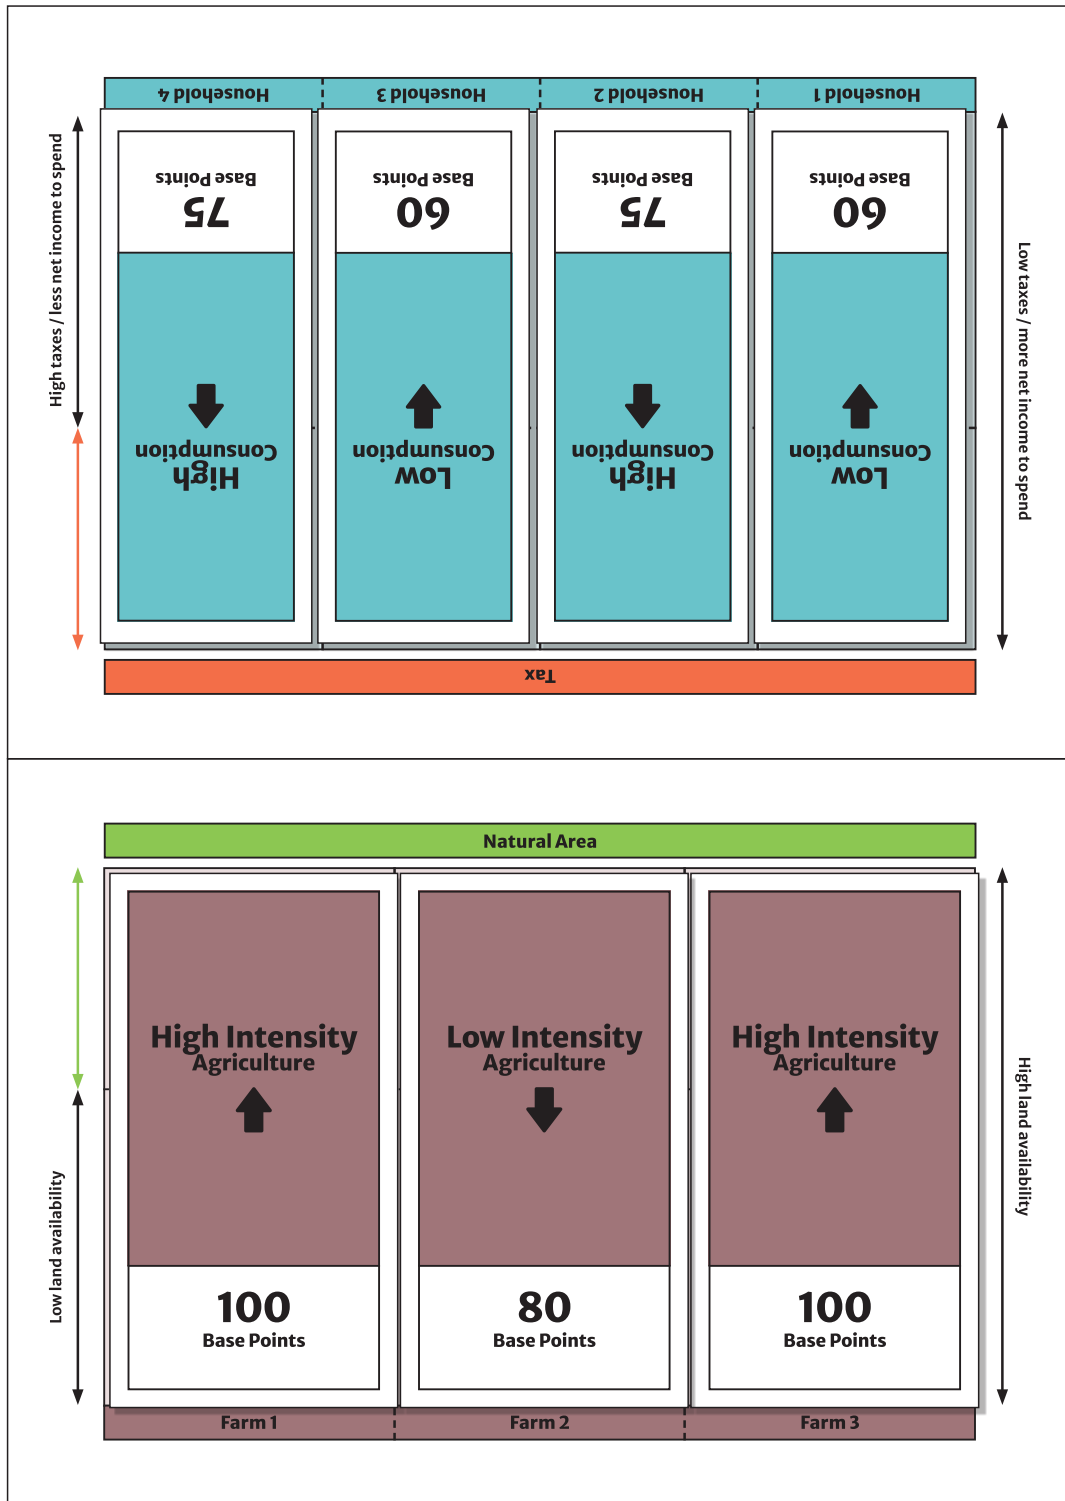 Household 4
Household 3
Household 2
Household 1
High taxes / less net income to spend
Low taxes / more net income to spend
75
Base Points
60
Base Points
75
Base Points
60
Base Points
High
Consumption
Low
Consumption
High
Consumption
Low
Consumption
Tax
Natural Area
Low land availability
High land availability
High Intensity
Agriculture
Low Intensity
Agriculture
High Intensity
Agriculture
100
Base Points
80
Base Points
100
Base Points
Farm 1
Farm 2
Farm 3